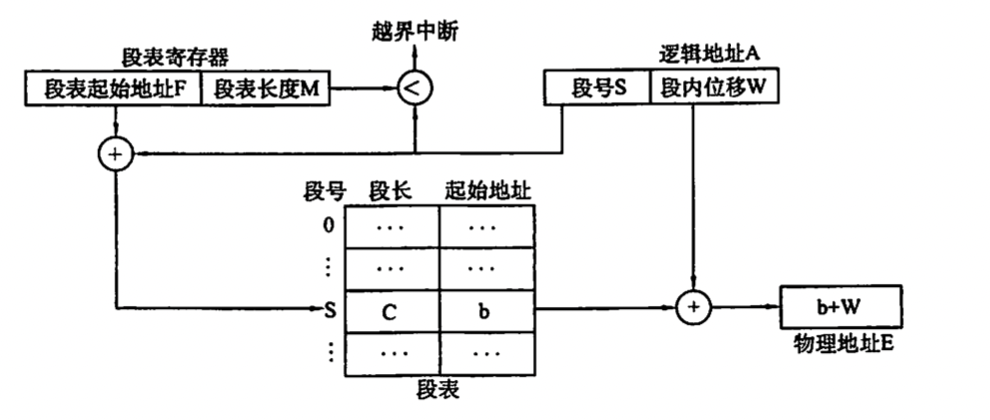 越界中断
段表寄存器
逻辑地址A
段表起始地址F 段表长度M
<
段号S 段内位移W
+
段号 段长 起始地址
0 ··· ···
⋮ ··· ···
S C b
+
b+W
⋮ ··· ···
物理地址E
段表